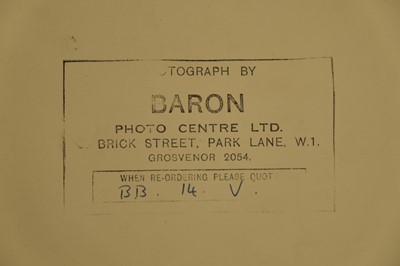 TOGRAPH BY
BARON
PHOTO CENTRE LTD.
BRICK STREET, PARK LANE, W.1.
GROSVENOR 2054.
WHEN RE-ORDERING PLEASE QUOT
BB. 14. V.